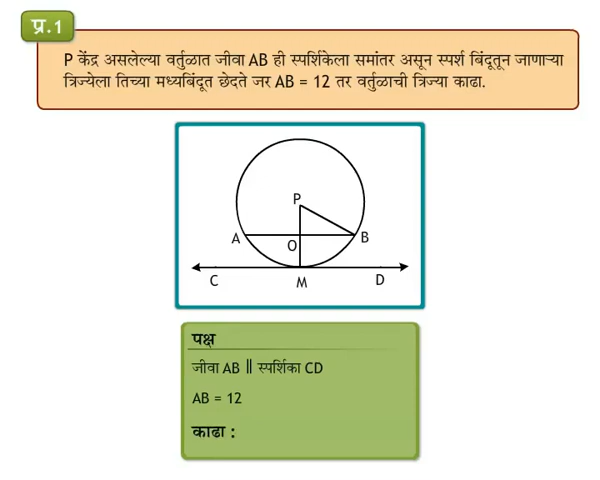 प्र.1
P केंद्र असलेल्या वर्तुळात जीवा AB ही स्पर्शिकेला समांतर असून स्पर्श बिंदूतून जाणाऱ्या
त्रिज्येला तिच्या मध्यबिंदूत छेदते जर AB = 12 तर वर्तुळाची त्रिज्या काढा.
P
A
O
B
C
M
D
पक्ष
जीवा AB || स्पर्शिका CD
AB = 12
काढा :